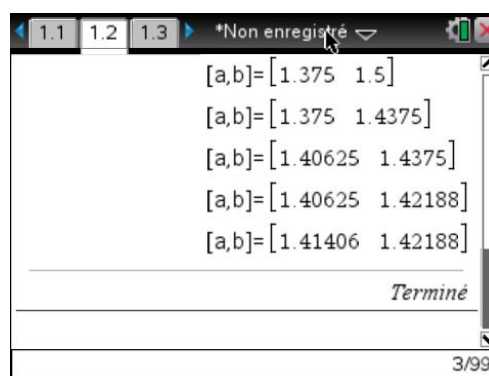 1.1 1.2 1.3 *Non enregistré
[a,b]=[1.375 1.5]
[a,b]=[1.375 1.4375]
[a,b]=[1.40625 1.4375]
[a,b]=[1.40625 1.42188]
[a,b]=[1.41406 1.42188]
Terminé
3/99